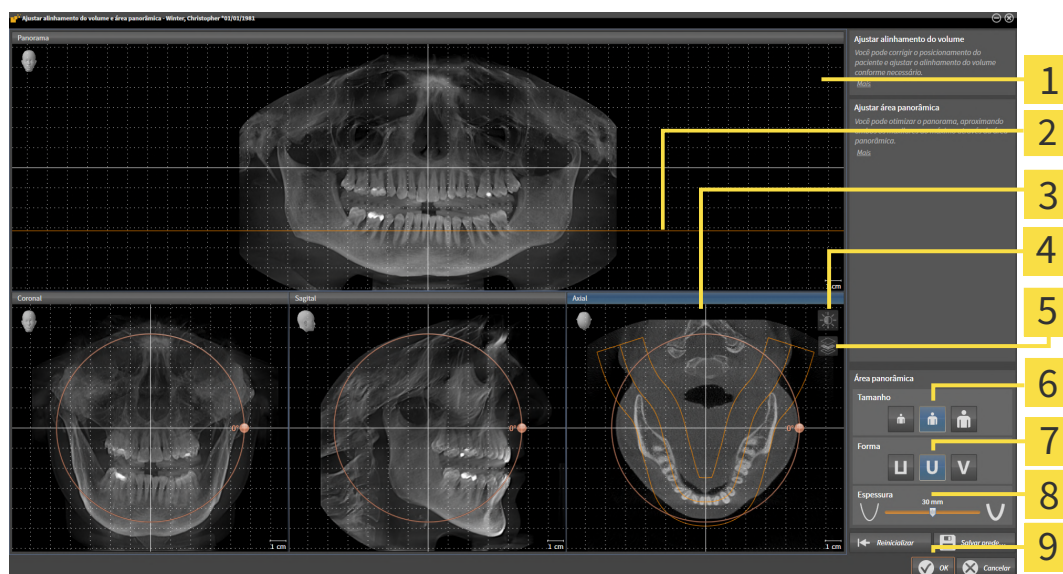 Ajustar alinhamento do volume e área panorâmica - Winter, Christopher *01/01/1981
Panorama
1 cm
Coronal
:0°
1 cm
Sagital
:0°
1 cm
Axial
:0°
1 cm
Ajustar alinhamento do volume
Você pode corrigir o posicionamento do
paciente e ajustar o alinhamento do volume
conforme necessário.
Mais
Ajustar área panorâmica
Você pode otimizar o panorama, aproximando
panorâmica.
Mais
Área panorâmica
Tamanho
Forma
U V
Espessura
30 mm
Reinicializar
Salvar prede...
OK
Cancelar
1
2
3
4
5
6
7
8
9